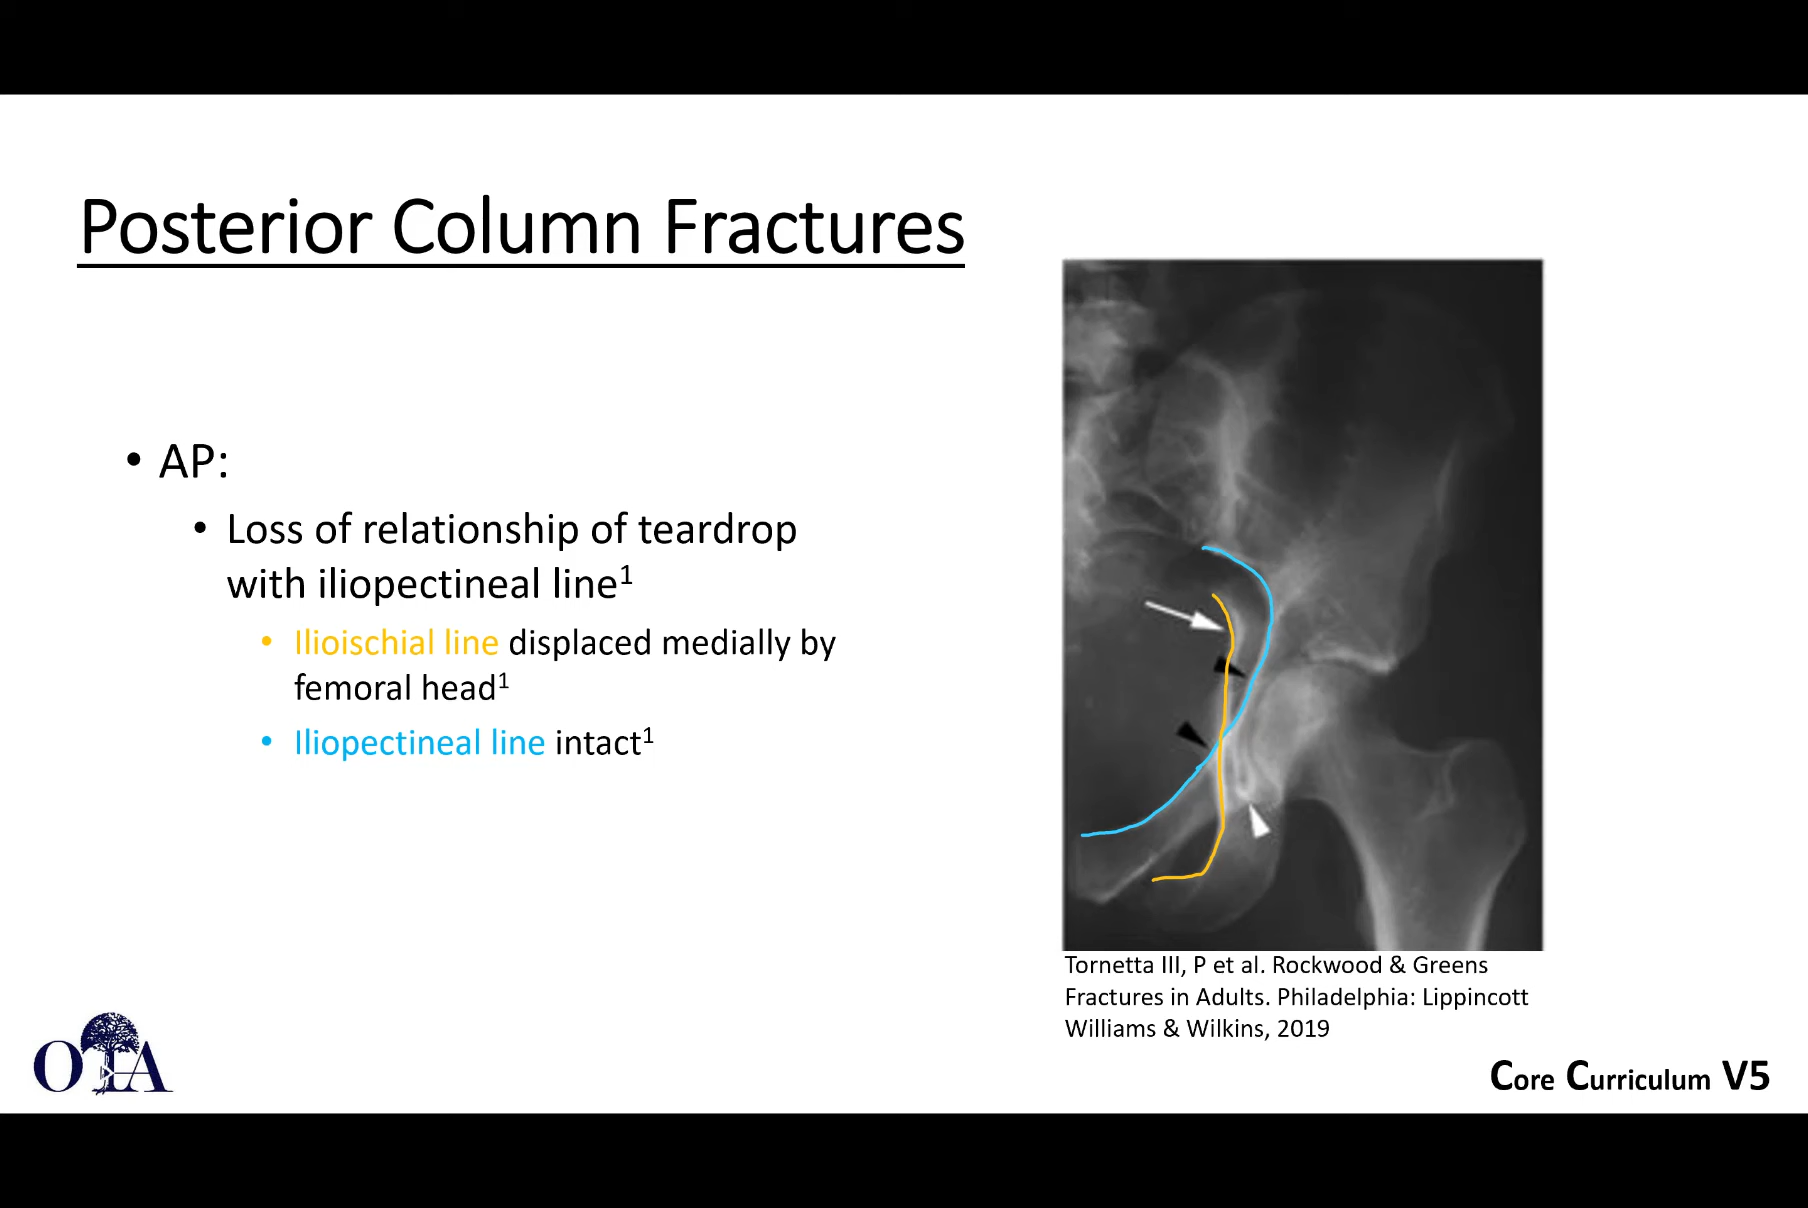 Posterior Column Fractures
• AP:
• Loss of relationship of teardrop
with iliopectineal line¹
• Ilioischial line displaced medially by
femoral head¹
• Iliopectineal line intact¹
Tornetta III, P et al. Rockwood & Greens
Fractures in Adults. Philadelphia: Lippincott
Williams & Wilkins, 2019
OTA
Core Curriculum V5